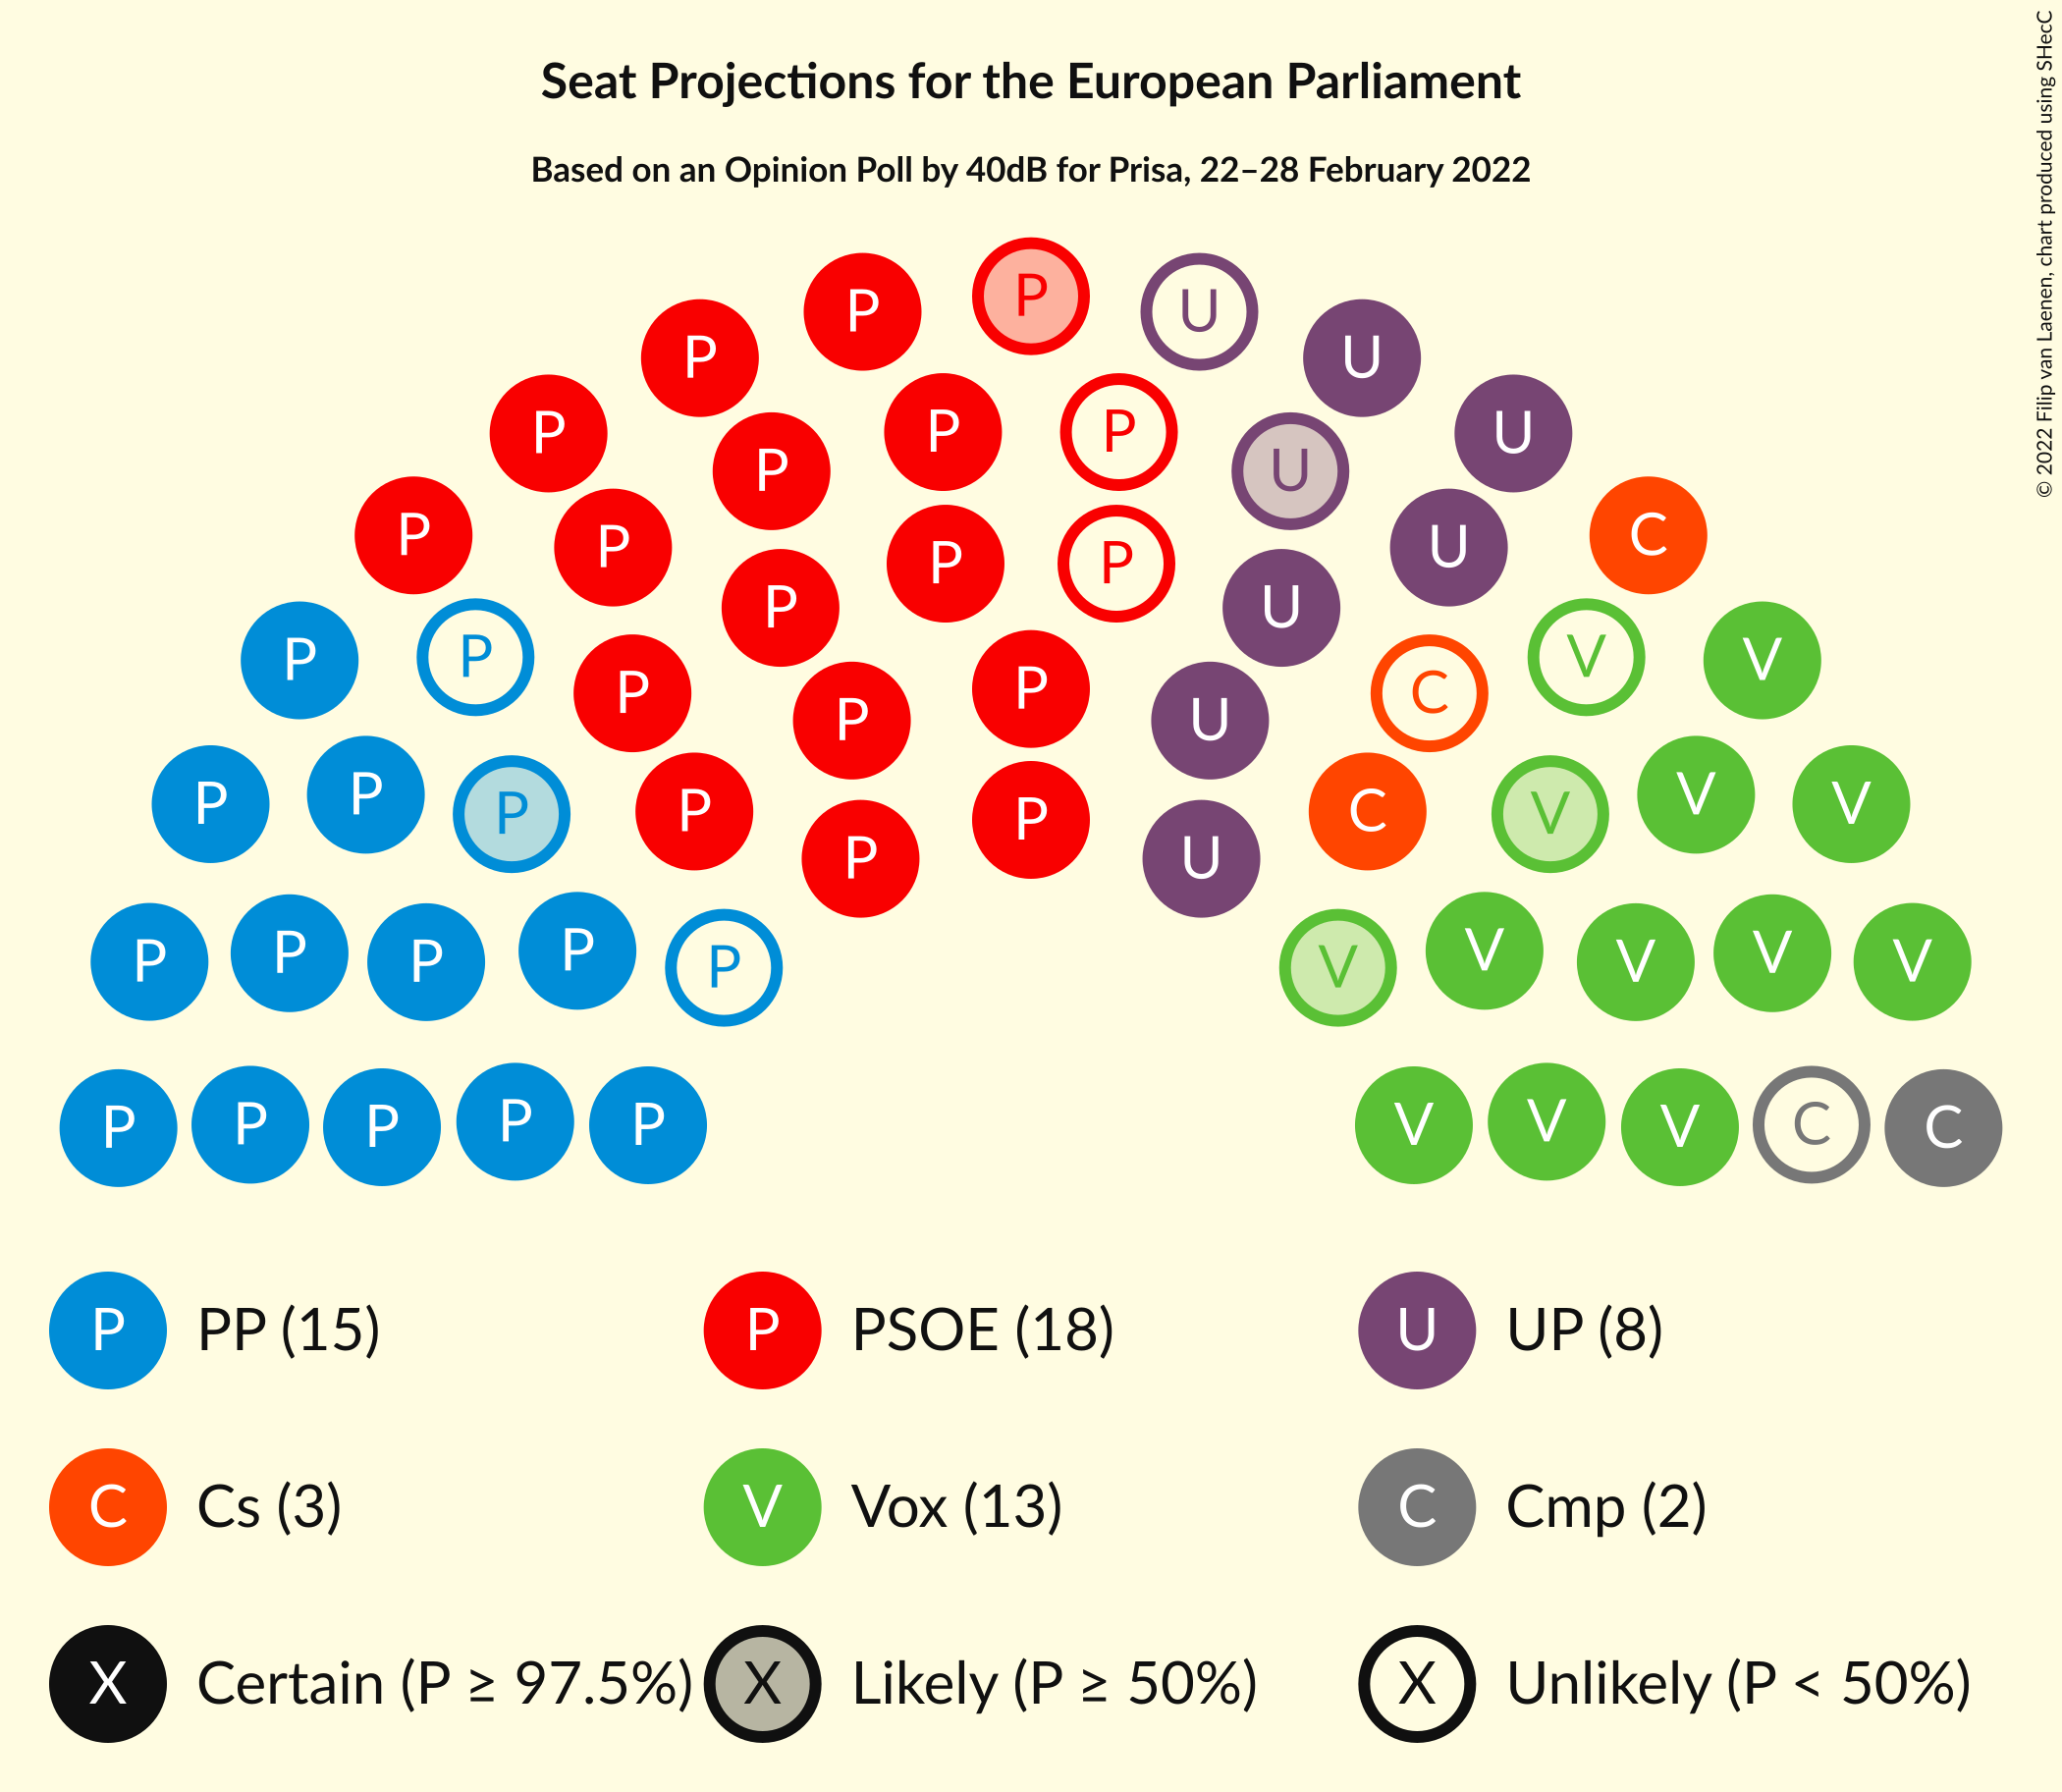 Seat Projections for the European Parliament
Based on an Opinion Poll by 40dB for Prisa, 22–28 February 2022
© 2022 Filip van Laenen, chart produced using SHecC
P
P U
P U
P P P U
P U
P C
P P P U
P U
P P V V
P P C
P U
P P P P P C V V V
P U
P P P P P V V V V V
P P P P P V V V C C
P PP (15) P PSOE (18) U UP (8)
C Cs (3) V Vox (13) C Cmp (2)
X Certain (P ≥ 97.5%) X Likely (P ≥ 50%) X Unlikely (P < 50%)